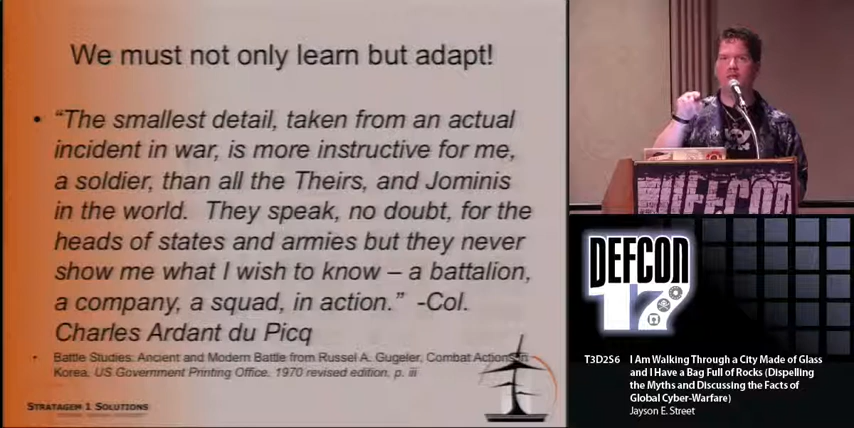 We must not only learn but adapt!
• “The smallest detail, taken from an actual
incident in war, is more instructive for me,
a soldier, than all the Theirs, and Jominis
in the world. They speak, no doubt, for the
heads of states and armies but they never
show me what I wish to know – a battalion,
a company, a squad, in action.” -Col.
Charles Ardant du Picq
• Battle Studies: Ancient and Modern Battle from Russel A. Gugeler, Combat Actions in
Korea, US Government Printing Office, 1970 revised edition, p. iii
STRATAGEM 1 SOLUTIONS
DEFCON
DEFCON
17
T3D2S6 I Am Walking Through a City Made of Glass
and I Have a Bag Full of Rocks (Dispelling
the Myths and Discussing the Facts of
Global Cyber-Warfare)
Jayson E. Street